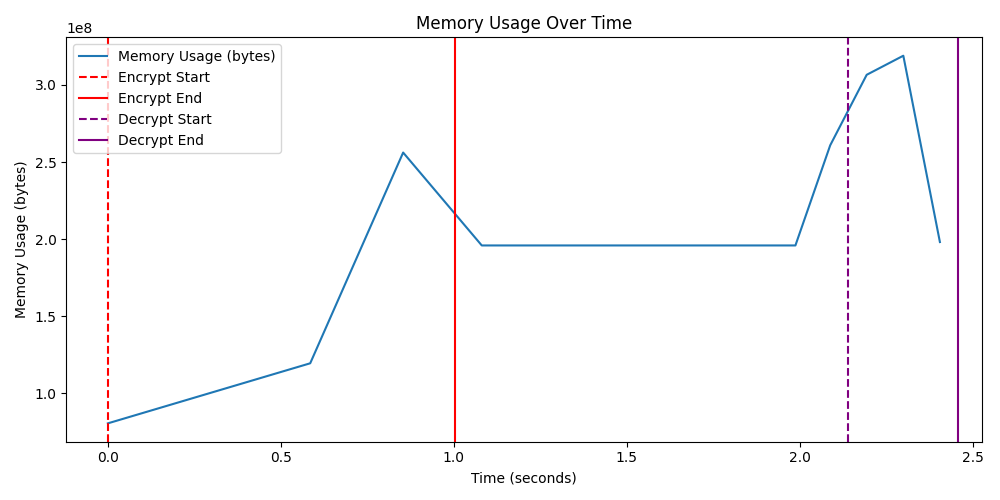 Memory Usage Over Time
1e8
Memory Usage (bytes)
Encrypt Start
Encrypt End
Decrypt Start
Decrypt End
3.0
2.5
2.0
1.5
1.0
Memory Usage (bytes)
0.0 0.5 1.0 1.5 2.0 2.5
Time (seconds)